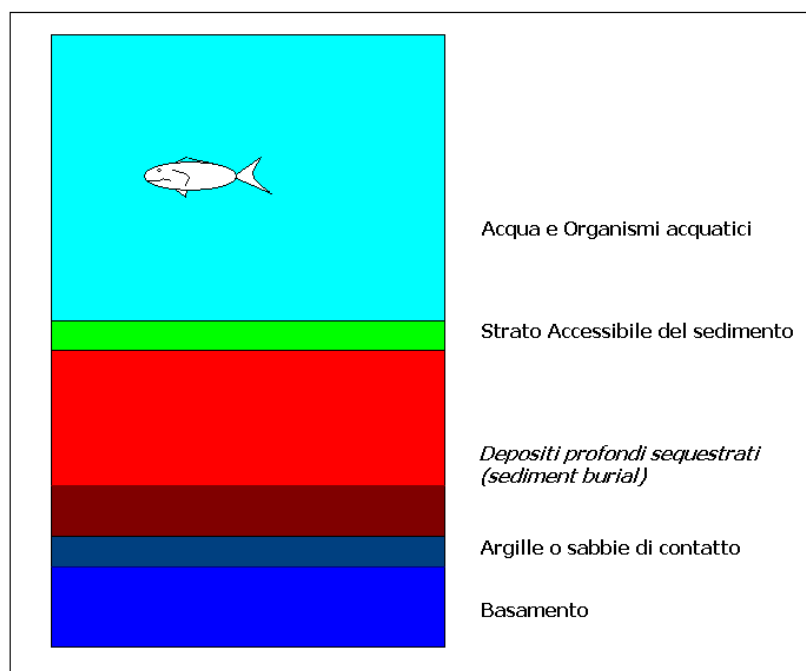 Acqua e Organismi acquatici
Strato Accessibile del sedimento
Depositi profondi sequestrati
(sediment burial)
Argille o sabbie di contatto
Basamento